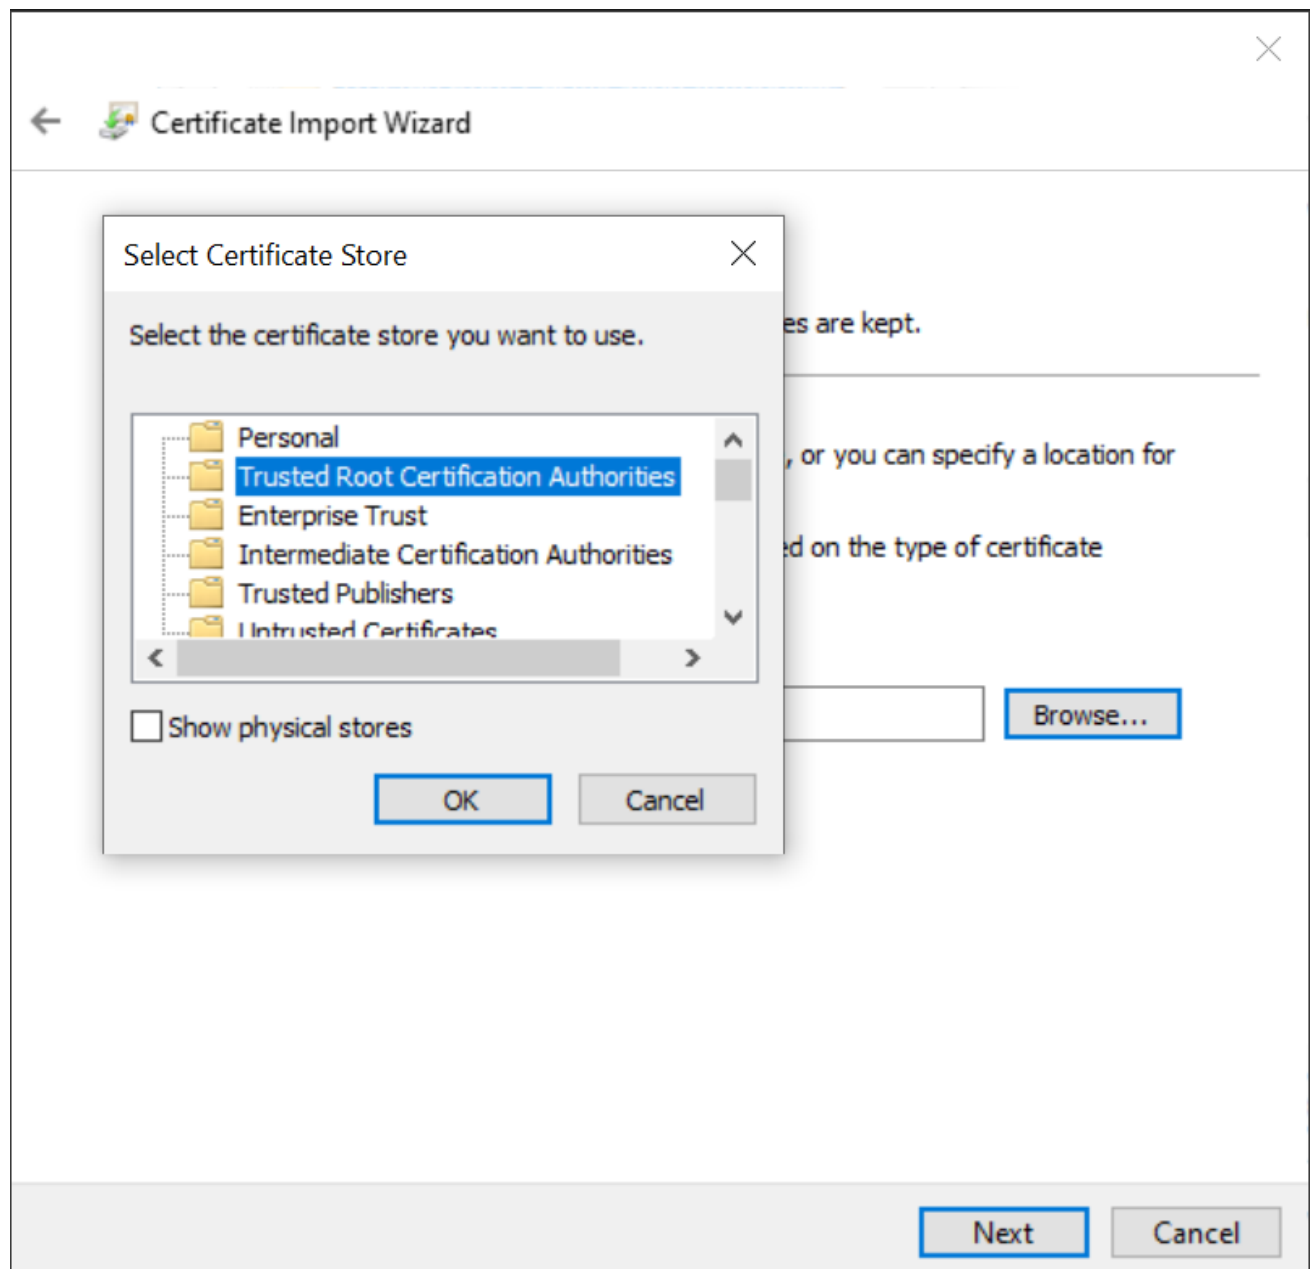 Certificate Import Wizard
Select Certificate Store
Select the certificate store you want to use.
es are kept.
Personal
Trusted Root Certification Authorities
, or you can specify a location for
Enterprise Trust
Intermediate Certification Authorities
ed on the type of certificate
Trusted Publishers
Untrusted Certificates
Show physical stores
Browse...
OK
Cancel
Next
Cancel